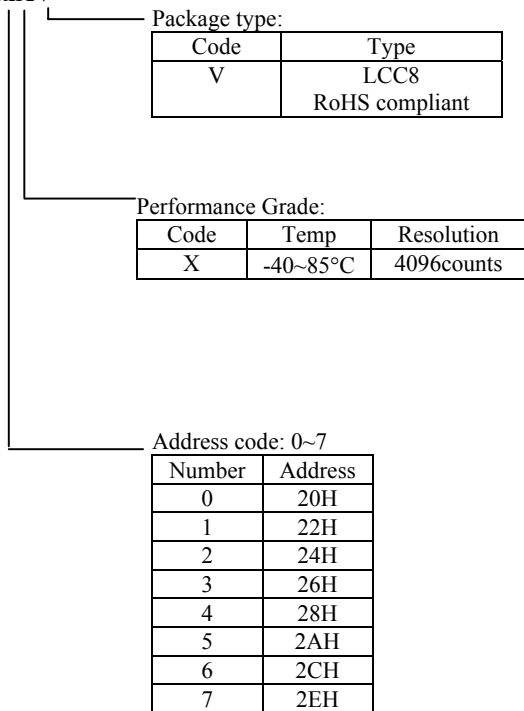 Package type:
Code Type
V LCC8
RoHS compliant
Performance Grade:
Code Temp Resolution
X -40~85°C 4096counts
Address code: 0~7
Number Address
0 20H
1 22H
2 24H
3 26H
4 28H
5 2AH
6 2CH
7 2EH